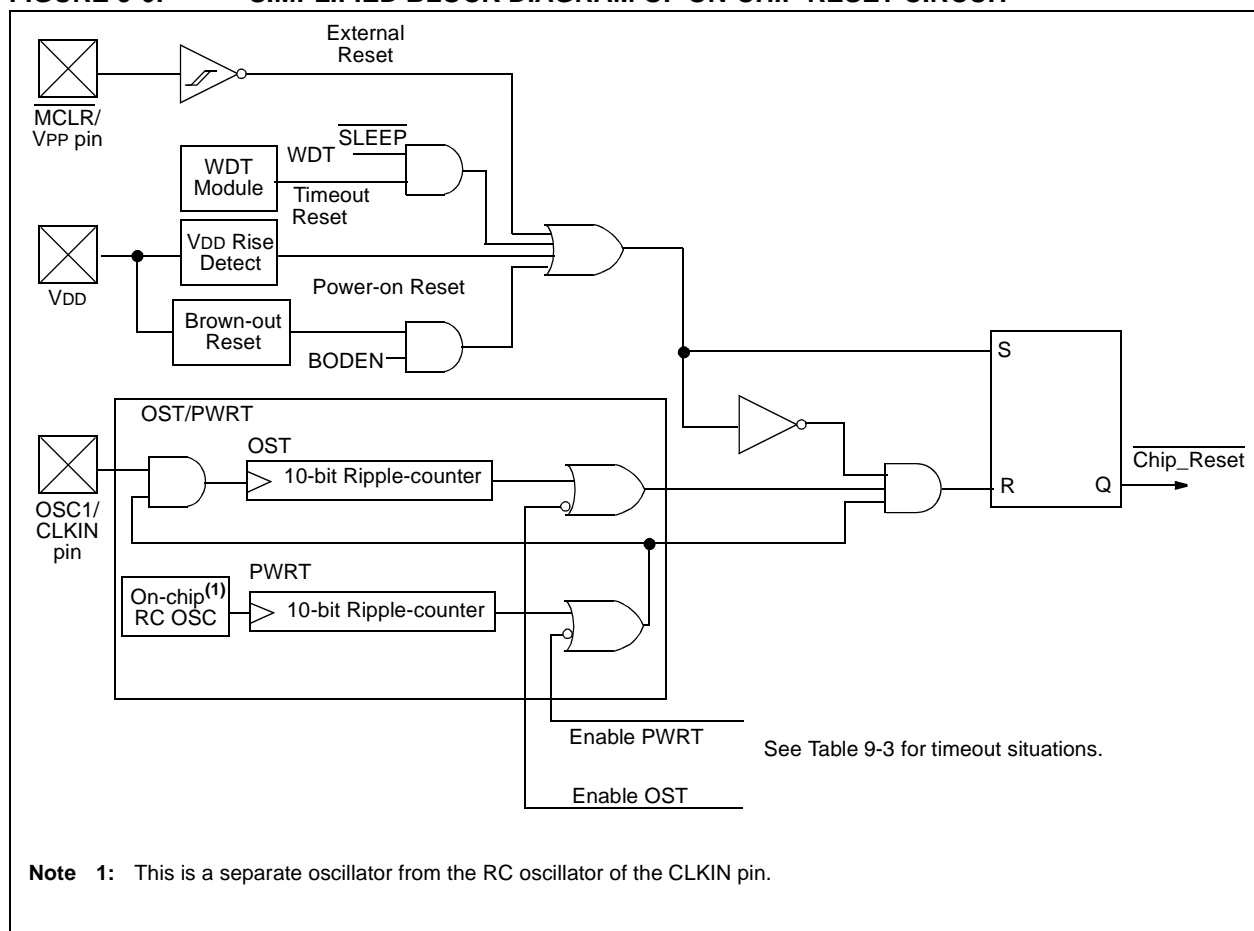 FIGURE 9-6: SIMPLIFIED BLOCK DIAGRAM OF ON-CHIP RESET CIRCUIT
External
Reset
MCLR/
VPP pin
SLEEP
WDT
Module
WDT
Timeout
Reset
VDD
VDD Rise
Detect
Power-on Reset
Brown-out
Reset
BODEN
S
R
Q
Chip_Reset
OST/PWRT
OSC1/
CLKIN
pin
OST
10-bit Ripple-counter
PWRT
On-chip(1)
RC OSC
10-bit Ripple-counter
Enable PWRT
See Table 9-3 for timeout situations.
Enable OST
Note 1: This is a separate oscillator from the RC oscillator of the CLKIN pin.